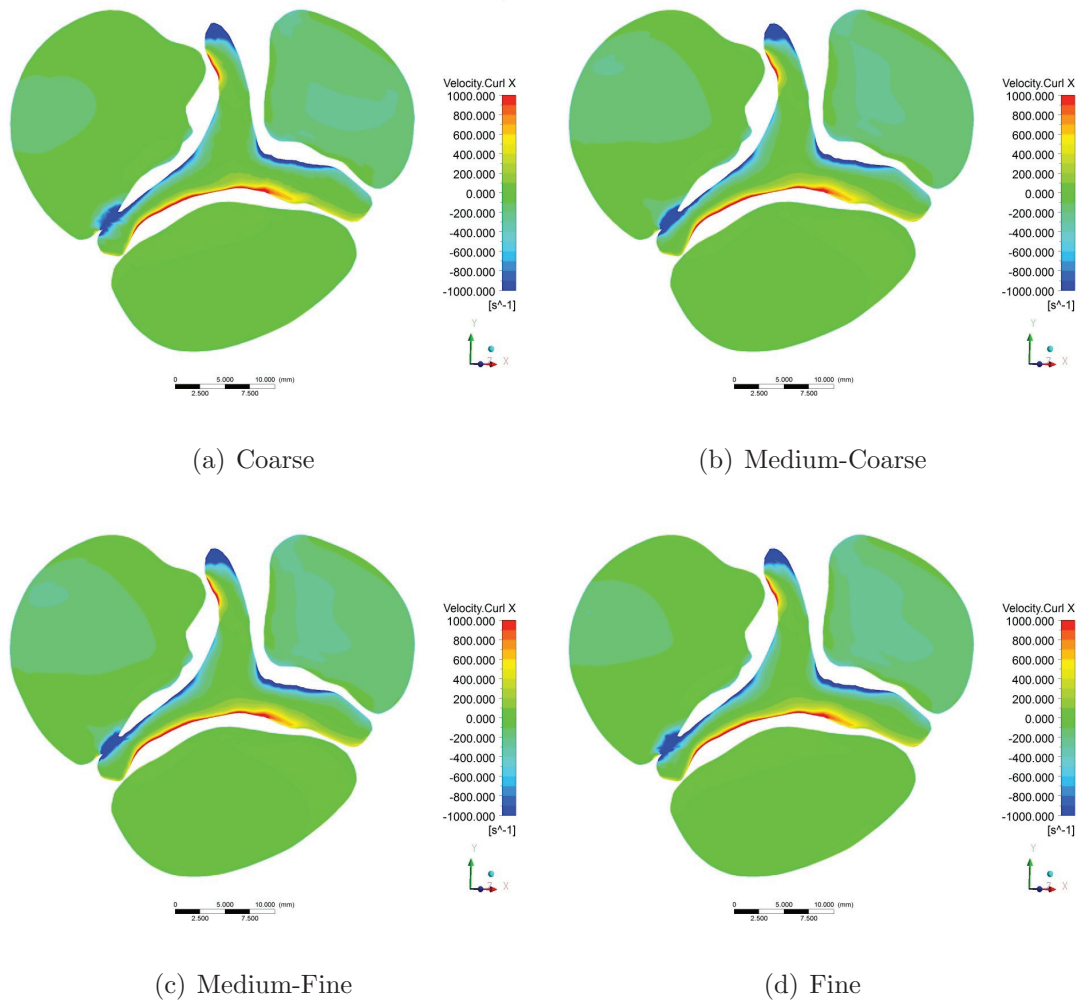 Velocity.Curl X
1000.000
800.000
600.000
400.000
200.000
0.000
-200.000
-400.000
-600.000
-800.000
-1000.000
[s^-1]
Y
Z X
0 5.000 10.000 (mm)
2.500 7.500
(a) Coarse
Velocity.Curl X
1000.000
800.000
600.000
400.000
200.000
0.000
-200.000
-400.000
-600.000
-800.000
-1000.000
[s^-1]
Y
Z X
0 5.000 10.000 (mm)
2.500 7.500
(b) Medium-Coarse
Velocity.Curl X
1000.000
800.000
600.000
400.000
200.000
0.000
-200.000
-400.000
-600.000
-800.000
-1000.000
[s^-1]
Y
Z X
0 5.000 10.000 (mm)
2.500 7.500
(c) Medium-Fine
Velocity.Curl X
1000.000
800.000
600.000
400.000
200.000
0.000
-200.000
-400.000
-600.000
-800.000
-1000.000
[s^-1]
Y
Z X
0 5.000 10.000 (mm)
2.500 7.500
(d) Fine